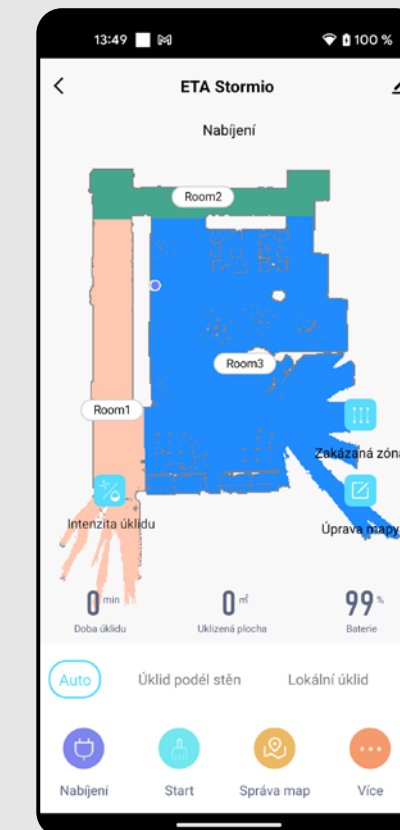 13:49 100 %
ETA Stormio
Nabíjení
Room2
Room3
Room1
Zakázaná zóna
Intenzita úklidu
Úprava mapy
0 min 0 ㎡ 99 %
Doba úklidu Uklizená plocha Baterie
Auto Úklid podél stěn Lokální úklid
Nabíjení Start Správa map Více